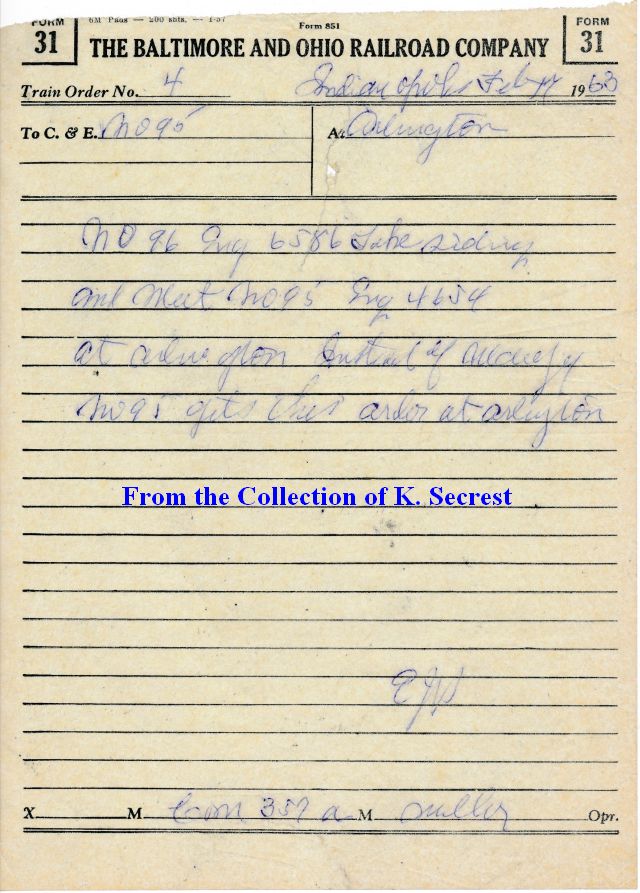 FORM 31
6M Pads — 200 shts. — 1-57
Form 851
FORM 31
THE BALTIMORE AND OHIO RAILROAD COMPANY
Train Order No. 4 Indianapolis Feb 17 1963
To C. & E. No 95 At Arlington
No 96 Eng 6586 Take siding
and Meet No 95 Eng 4654
at arlington Instead of
No 95 gets this order at arlington
From the Collection of K. Secrest
EJW
X M Com 357 a M Miller Opr.